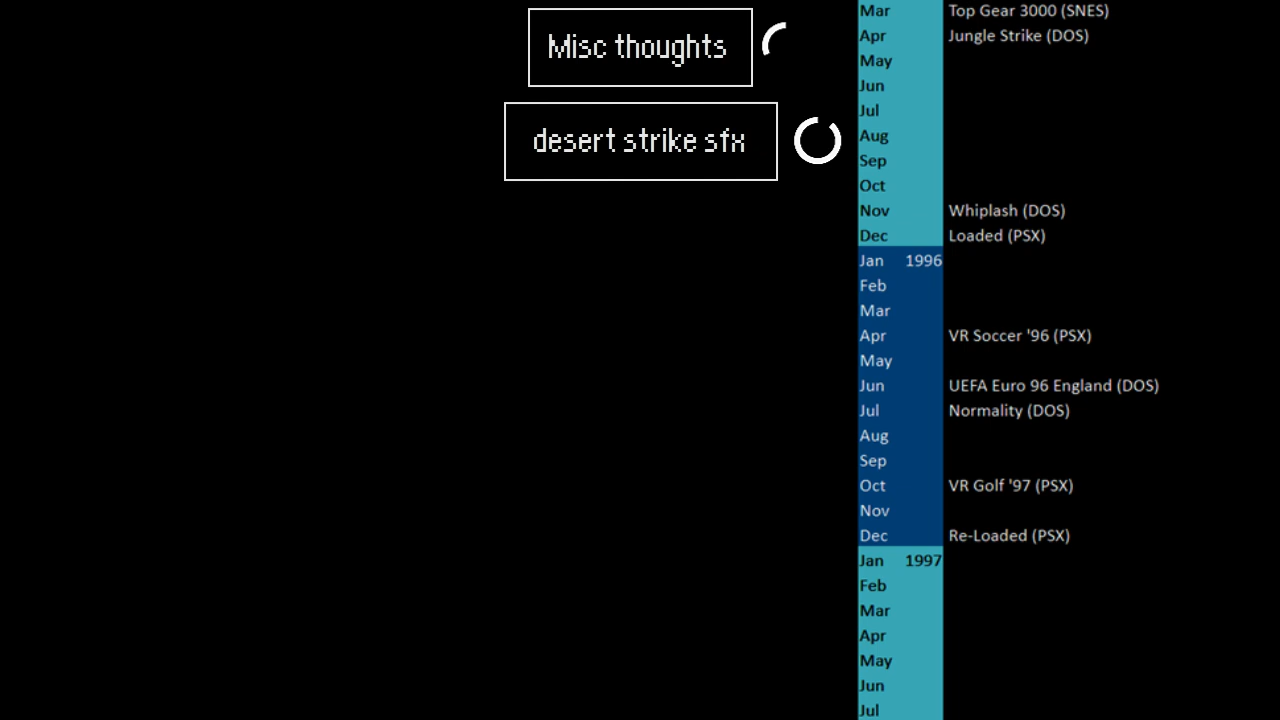 Misc thoughts
desert strike sfx
Mar Top Gear 3000 (SNES)
Apr Jungle Strike (DOS)
May
Jun
Jul
Aug
Sep
Oct
Nov Whiplash (DOS)
Dec Loaded (PSX)
Jan 1996
Feb
Mar
Apr VR Soccer '96 (PSX)
May
Jun UEFA Euro 96 England (DOS)
Jul Normality (DOS)
Aug
Sep
Oct VR Golf '97 (PSX)
Nov
Dec Re-Loaded (PSX)
Jan 1997
Feb
Mar
Apr
May
Jun
Jul